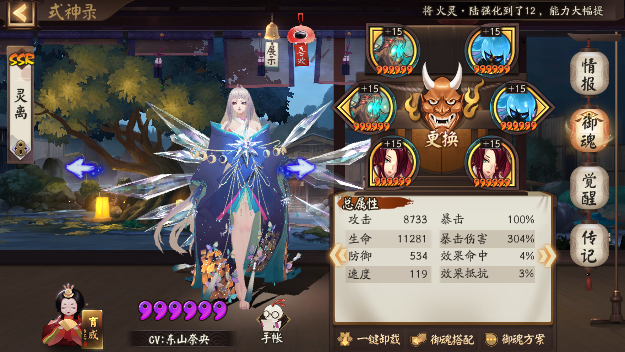 式神录
将火灵·陆强化到了12，能力大幅提
SSR
灵离
展示
+15
+15
+15
+15
+15
+15
更换
情报
御魂
觉醒
传记
总属性
攻击 8733 暴击 100%
生命 11281 暴击伤害 304%
防御 534 效果命中 4%
速度 119 效果抵抗 3%
999999
育成
CV:东山奈央
手帐
一键卸载 御魂搭配 御魂方案